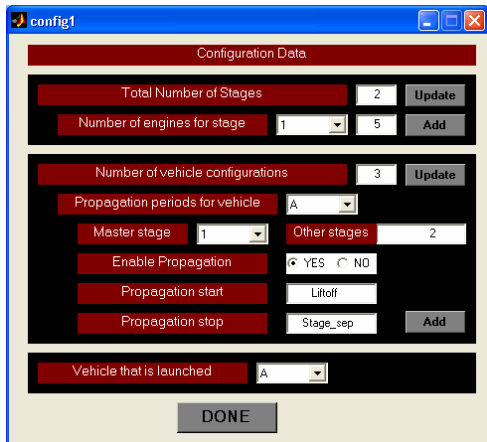 config1
Configuration Data
Total Number of Stages 2 Update
Number of engines for stage 1 5 Add
Number of vehicle configurations 3 Update
Propagation periods for vehicle A
Master stage 1 Other stages 2
Enable Propagation YES NO
Propagation start Liftoff
Propagation stop Stage_sep Add
Vehicle that is launched A
DONE